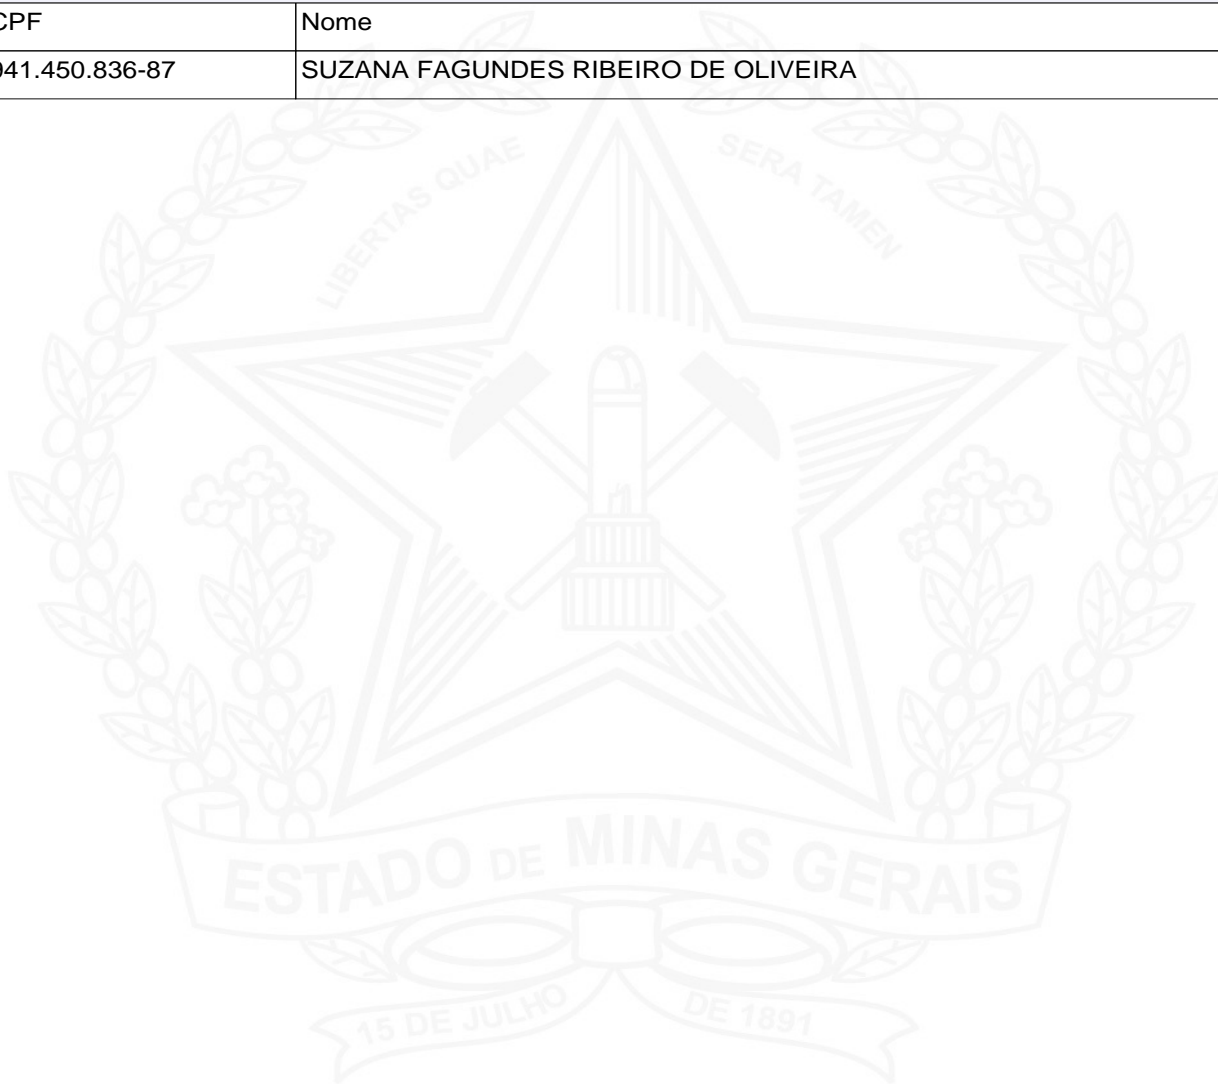 CPF Nome
941.450.836-87 SUZANA FAGUNDES RIBEIRO DE OLIVEIRA
LIBERTAS QUAE SERA TAMEN
ESTADO DE MINAS GERAIS
15 DE JULHO DE 1891